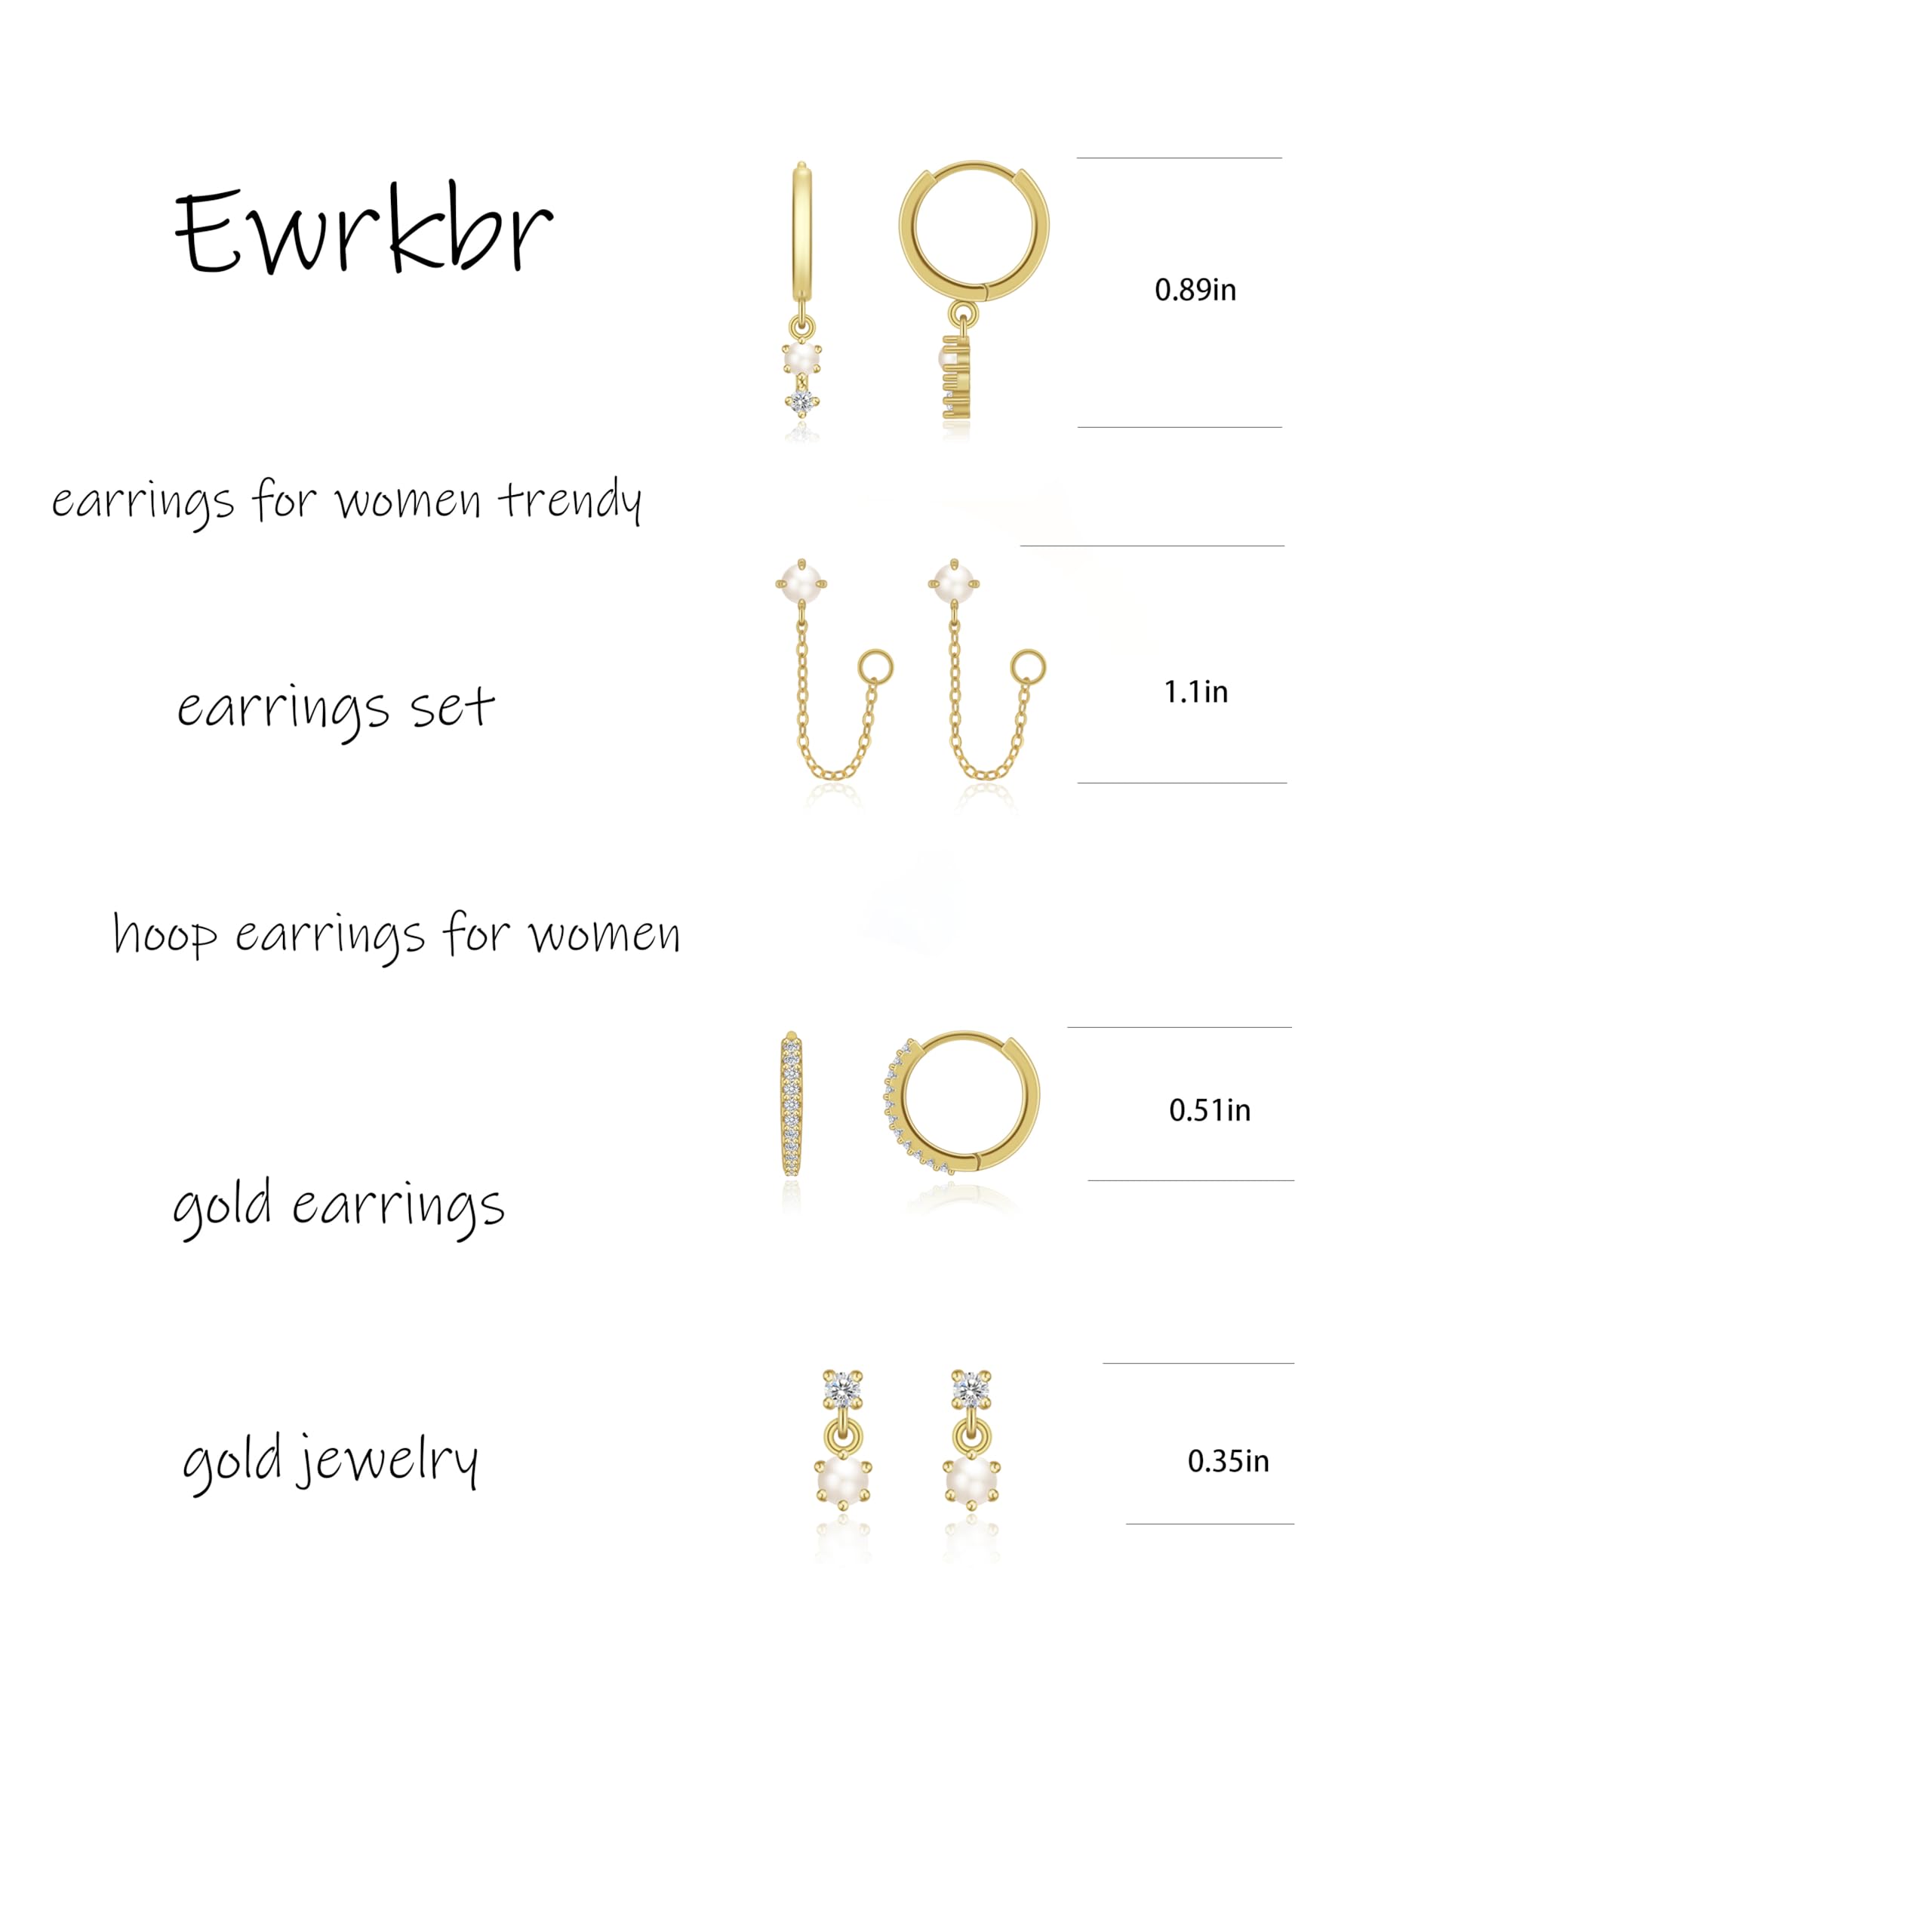 Ewrkbr
0.89in
earrings for women trendy
earrings set
1.1in
hoop earrings for women
0.51in
gold earrings
gold jewelry
0.35in